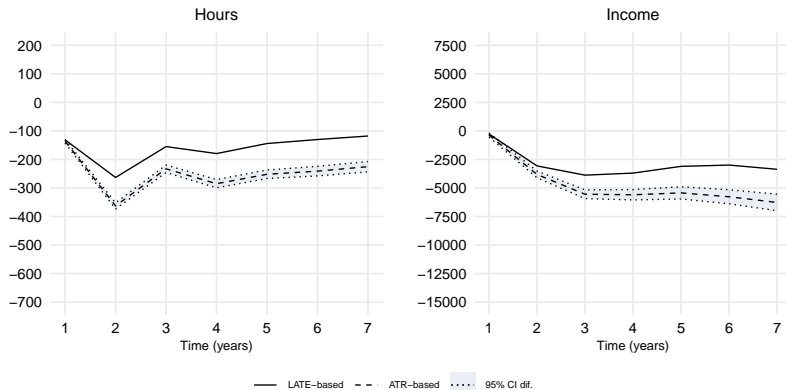 Hours
Income
200
100
0
−100
−200
−300
−400
−500
−600
−700
1 2 3 4 5 6 7
Time (years)
7500
5000
2500
0
−2500
−5000
−7500
−10000
−12500
−15000
1 2 3 4 5 6 7
Time (years)
LATE−based ATR−based 95% CI dif.